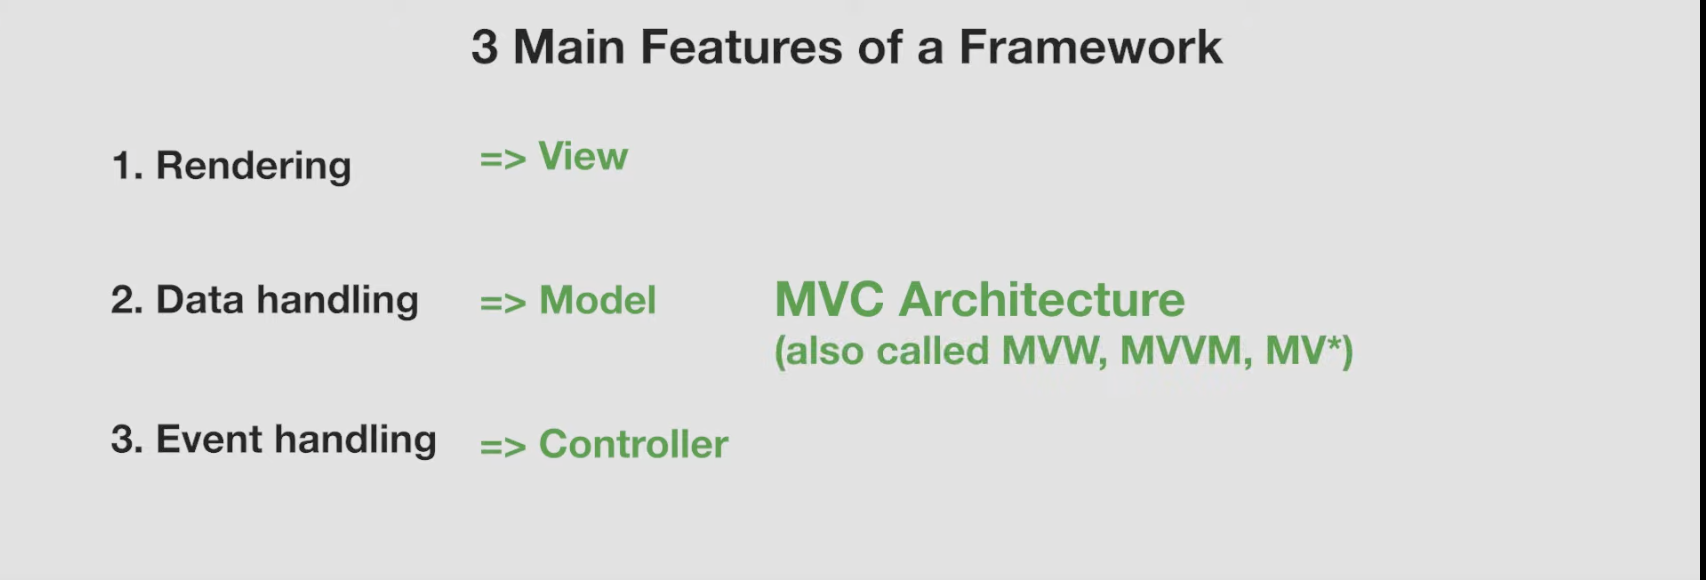 3 Main Features of a Framework
1. Rendering => View
2. Data handling => Model
MVC Architecture
(also called MVW, MVVM, MV*)
3. Event handling => Controller